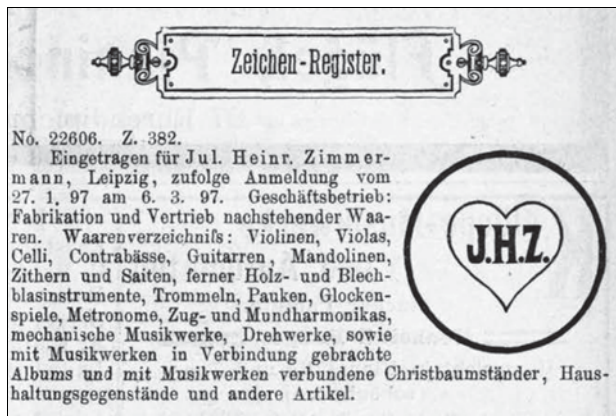 Zeichen-Register.
No. 22606. Z. 382.
Eingetragen für Jul. Heinr. Zimmer-
mann, Leipzig, zufolge Anmeldung vom
27. 1. 97 am 6. 3. 97. Geschäftsbetrieb:
Fabrikation und Vertrieb nachstehender Waa-
ren. Waarenverzeichnifs: Violinen, Violas,
Celli, Contrabässe, Guitarren, Mandolinen,
Zithern und Saiten, ferner Holz- und Blech-
blasinstrumente, Trommeln, Pauken, Glocken-
spiele, Metronome, Zug- und Mundharmonikas,
mechanische Musikwerke, Drehwerke, sowie
mit Musikwerken in Verbindung gebrachte
Albums und mit Musikwerken verbundene Christbaumständer, Haus-
haltungsgegenstände und andere Artikel.
J.H.Z.